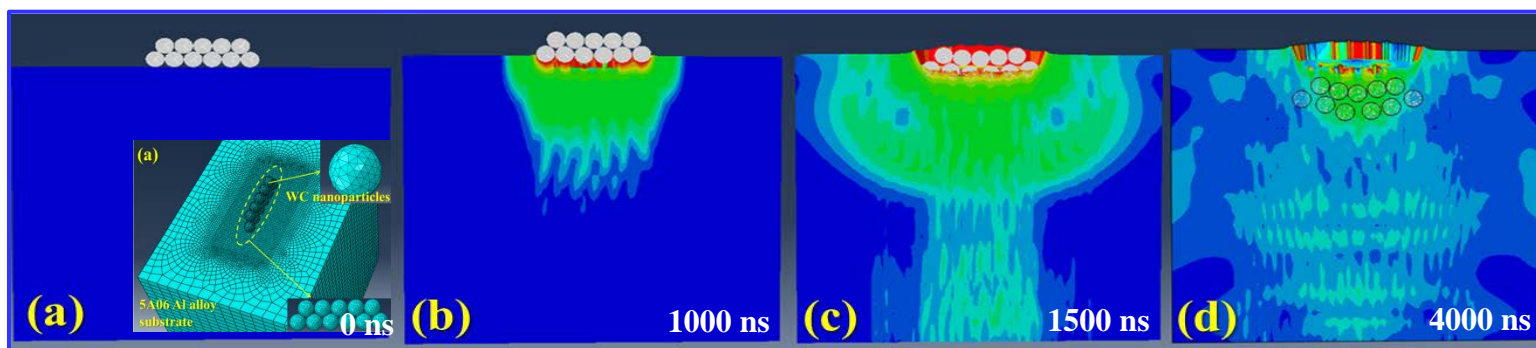 (a)
WC nanoparticles
5A06 Al alloy
substrate
(a)
0 ns
(b)
1000 ns
(c)
1500 ns
(d)
4000 ns